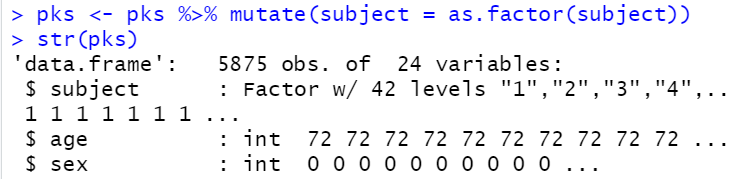 > pks <- pks %>% mutate(subject = as.factor(subject))
> str(pks)
'data.frame':   5875 obs. of  24 variables:
 $ subject      : Factor w/ 42 levels "1","2","3","4",..
 1 1 1 1 1 1 1 ...
 $ age          : int  72 72 72 72 72 72 72 72 72 72 ...
 $ sex          : int  0 0 0 0 0 0 0 0 0 0 ...